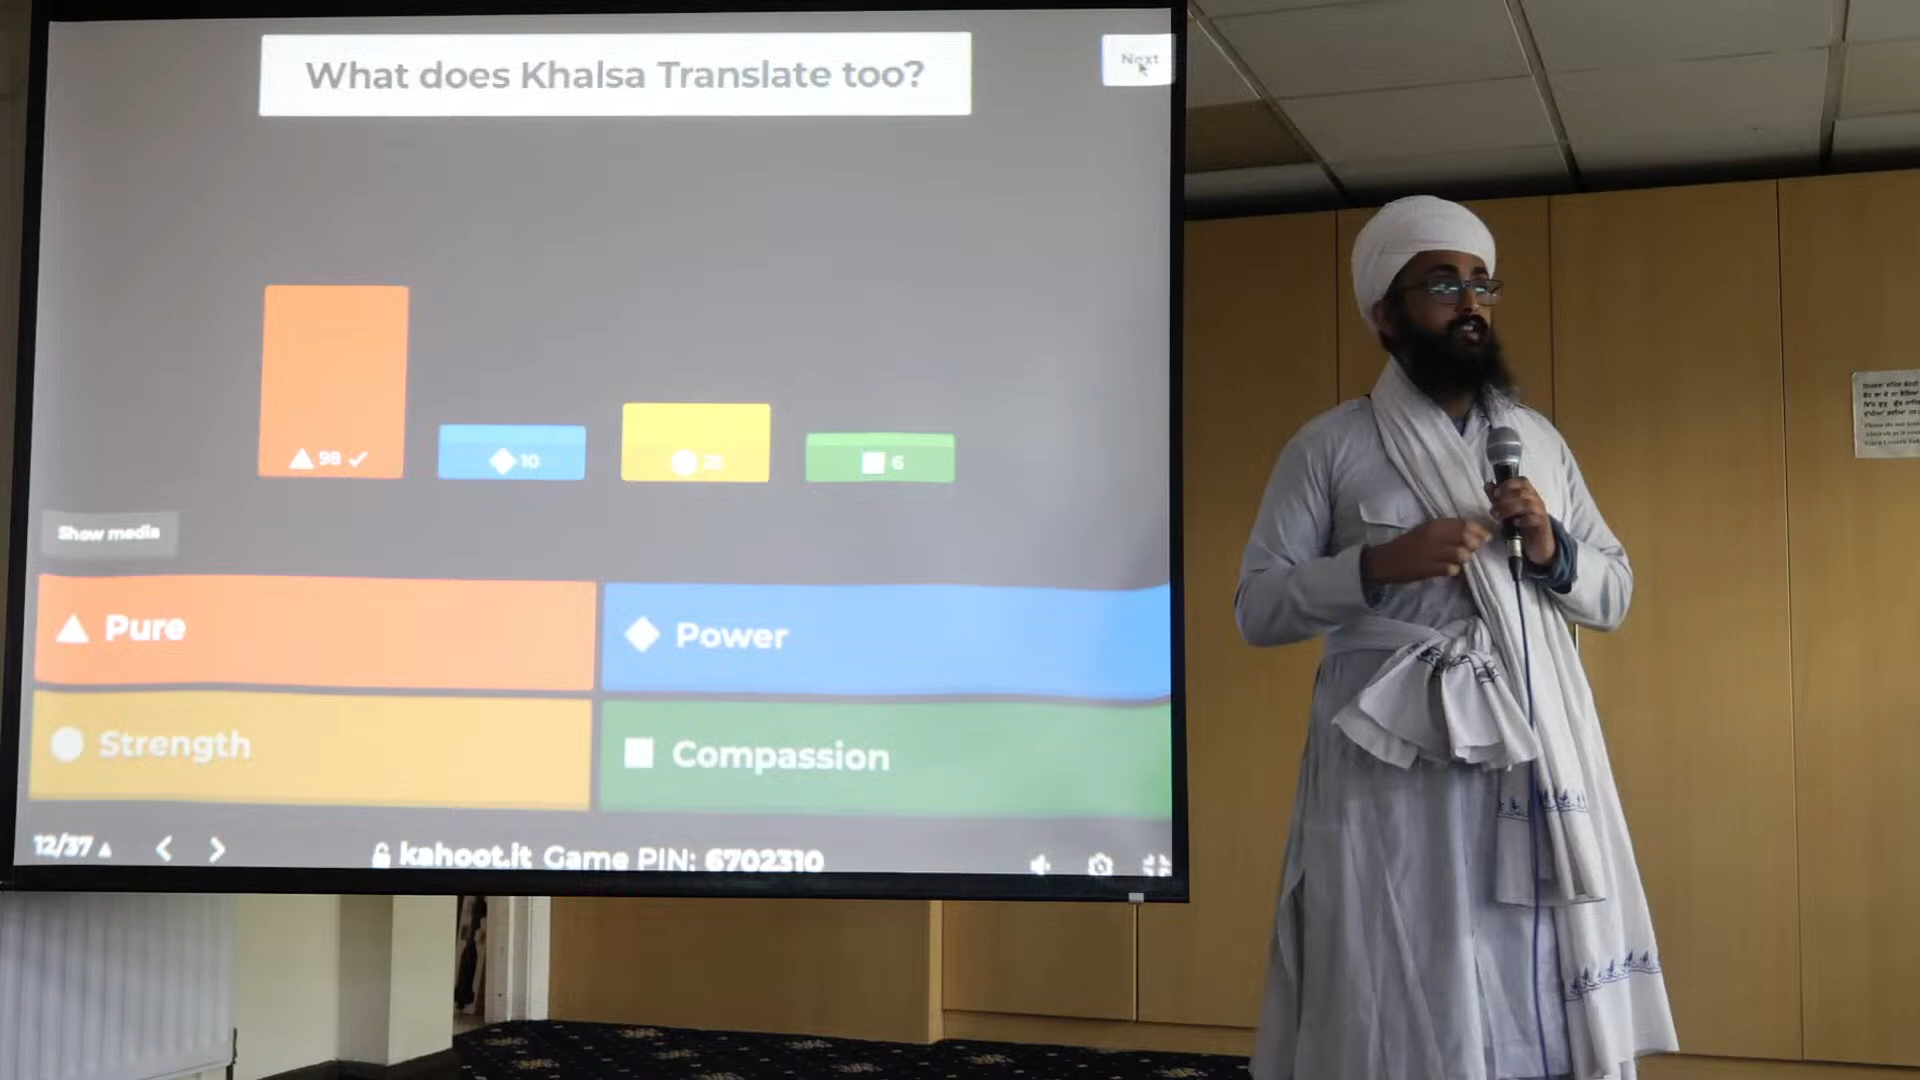 What does Khalsa Translate too?
Next
98
10
6
Show media
Pure
Power
Strength
Compassion
12/37
kahoot.it Game PIN: 6702310